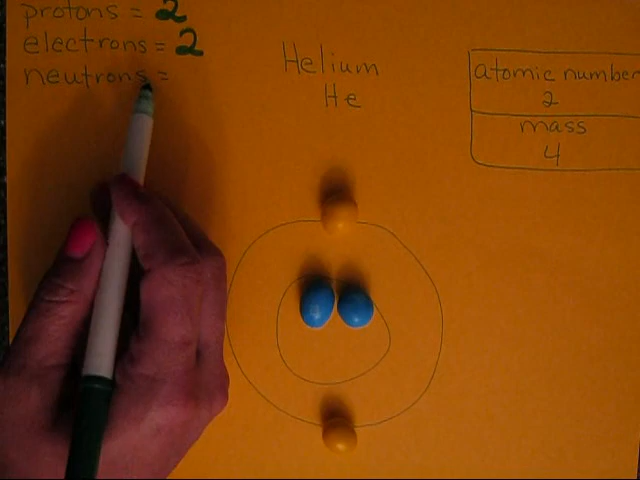 protons = 2
electrons = 2
neutrons =
Helium
He
atomic number
2
mass
4